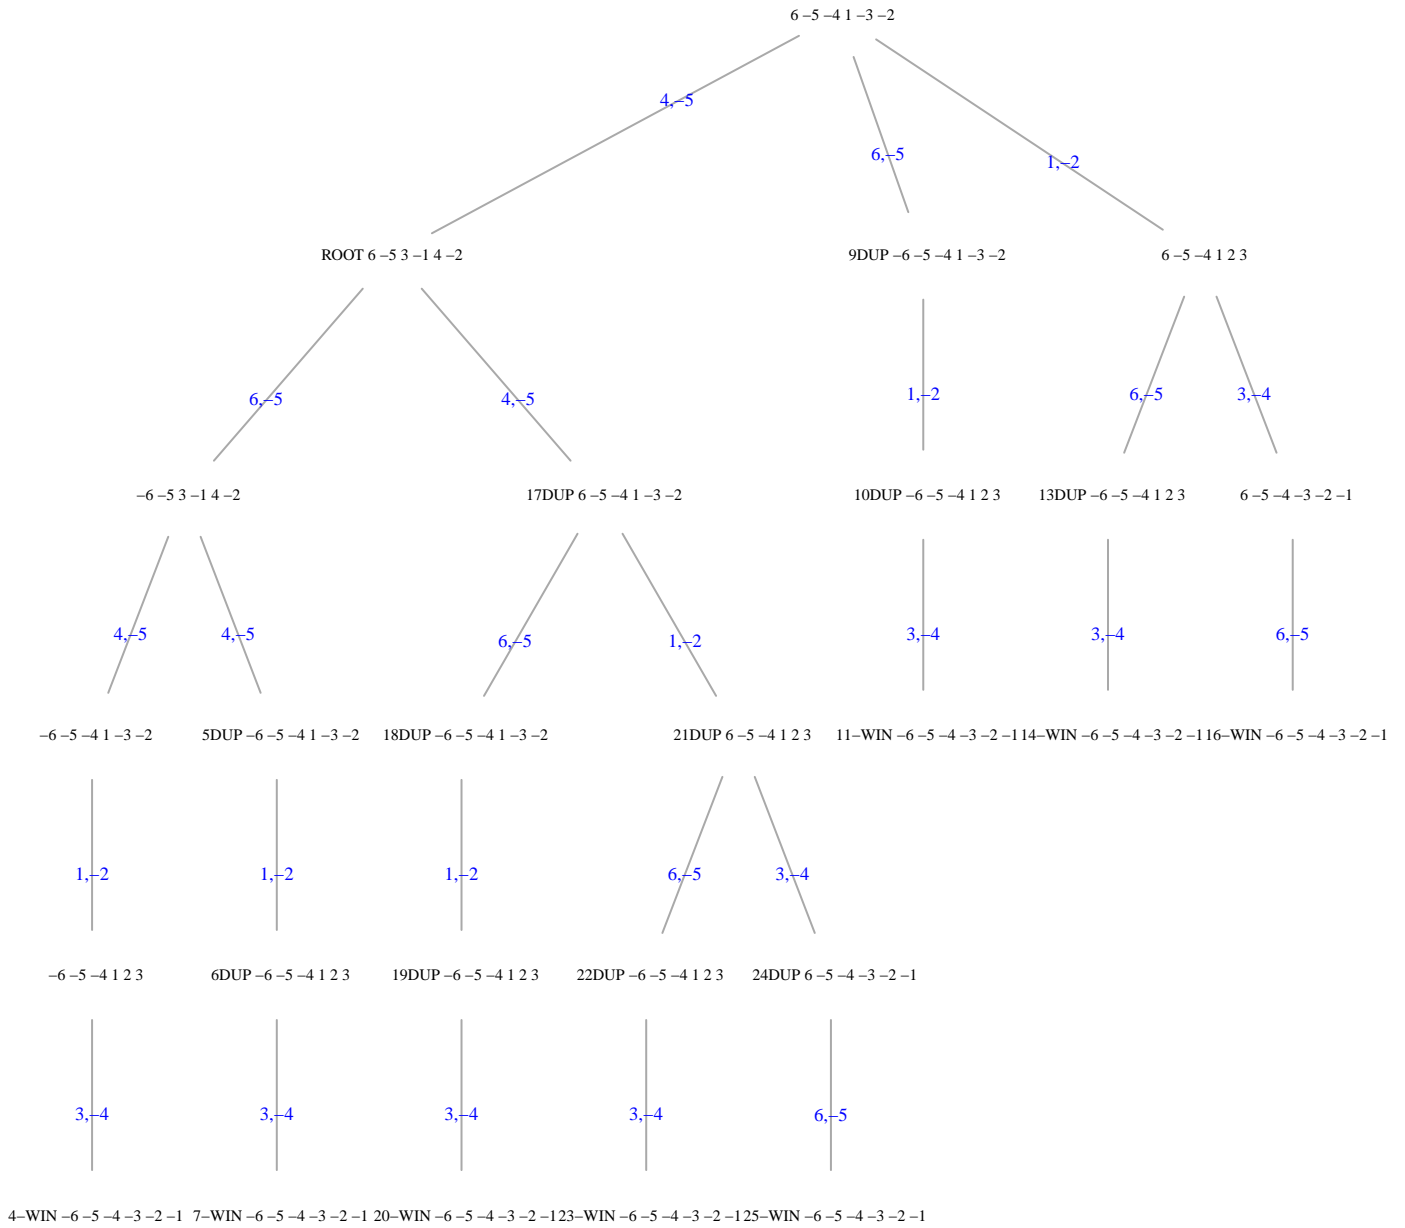 6 –5 –4 1 –3 –2
4,–5
6,–5
1,–2
ROOT 6 –5 3 –1 4 –2
9DUP –6 –5 –4 1 –3 –2
6 –5 –4 1 2 3
6,–5
4,–5
1,–2
6,–5
3,–4
–6 –5 3 –1 4 –2
17DUP 6 –5 –4 1 –3 –2
10DUP –6 –5 –4 1 2 3
13DUP –6 –5 –4 1 2 3
6 –5 –4 –3 –2 –1
4,–5
4,–5
6,–5
1,–2
3,–4
3,–4
6,–5
–6 –5 –4 1 –3 –2
5DUP –6 –5 –4 1 –3 –2
18DUP –6 –5 –4 1 –3 –2
21DUP 6 –5 –4 1 2 3
11–WIN –6 –5 –4 –3 –2 –1
14–WIN –6 –5 –4 –3 –2 –1
16–WIN –6 –5 –4 –3 –2 –1
1,–2
1,–2
1,–2
6,–5
3,–4
–6 –5 –4 1 2 3
6DUP –6 –5 –4 1 2 3
19DUP –6 –5 –4 1 2 3
22DUP –6 –5 –4 1 2 3
24DUP 6 –5 –4 –3 –2 –1
3,–4
3,–4
3,–4
3,–4
6,–5
4–WIN –6 –5 –4 –3 –2 –1
7–WIN –6 –5 –4 –3 –2 –1
20–WIN –6 –5 –4 –3 –2 –1
23–WIN –6 –5 –4 –3 –2 –1
25–WIN –6 –5 –4 –3 –2 –1